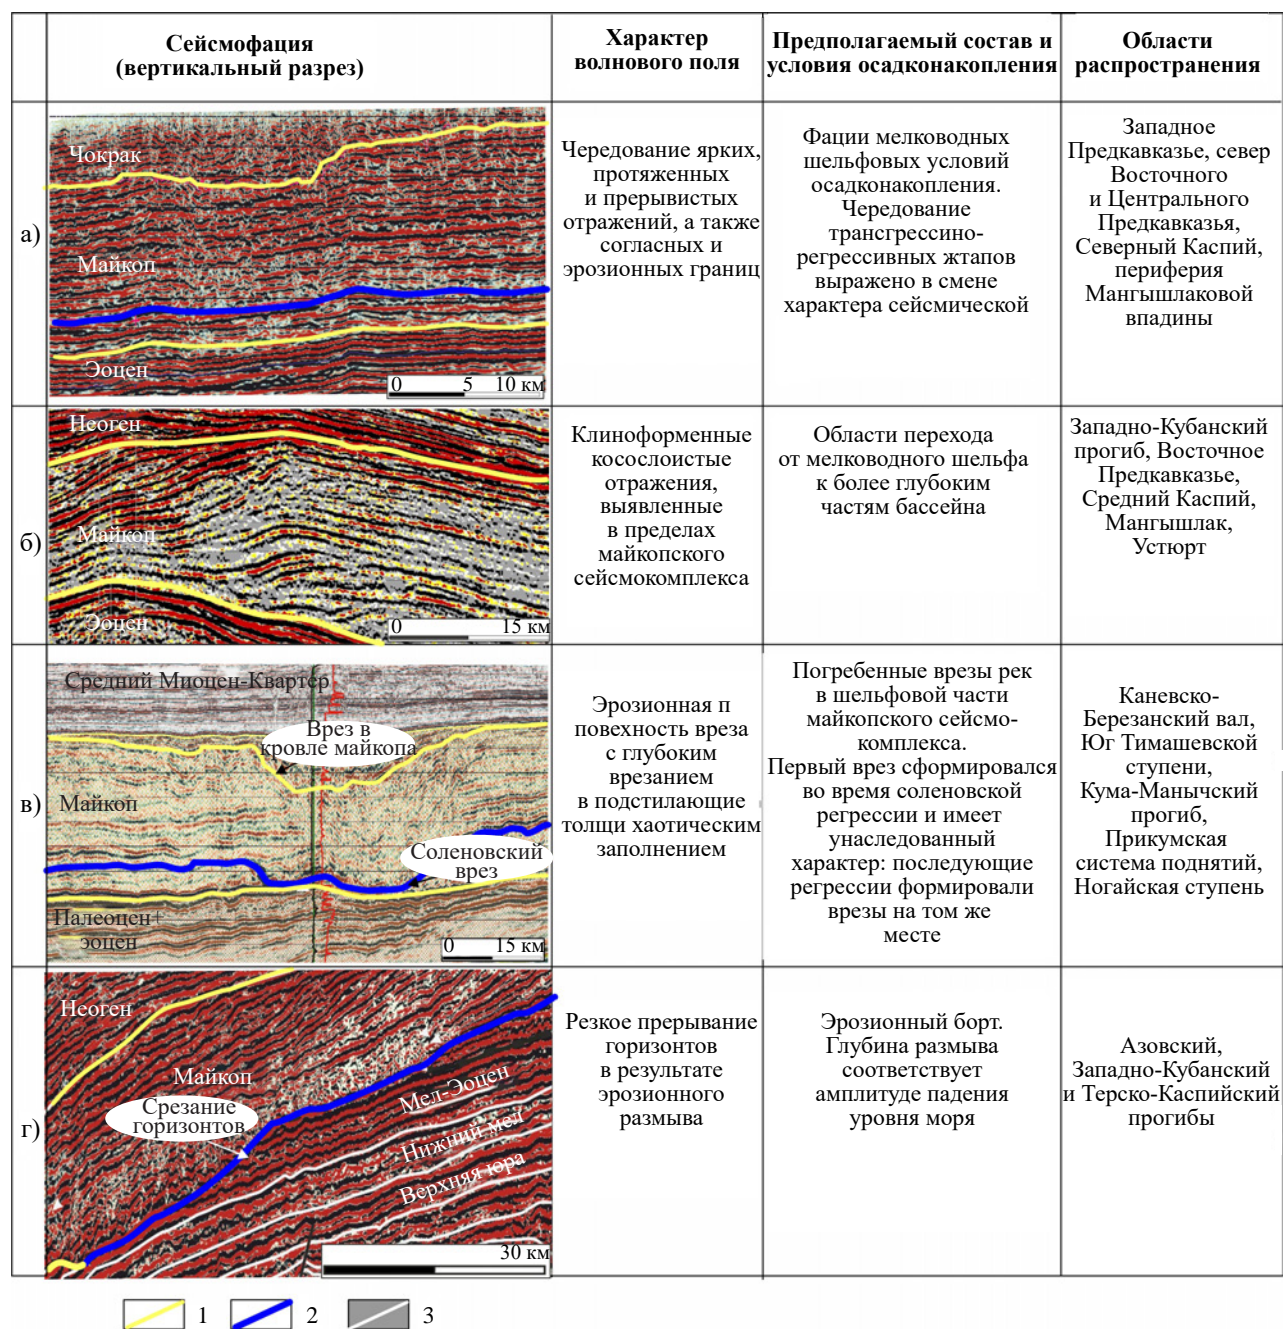 Сейсмофация
(вертикальный разрез)
Характер
волнового поля
Предполагаемый состав и
условия осадконакопления
Области
распространения
а)
Чокрак
Майкоп
Эоцен
0 5 10 км
Чередование ярких,
протяженных
и прерывистых
отражений, а также
согласных и
эрозионных границ
Фации мелководных
шельфовых условий
осадконакопления.
Чередование
трансгрессино-
регрессивных жтапов
выражено в смене
характера сейсмической
Западное
Предкавказье, север
Восточного
и Центрального
Предкавказья,
Северный Каспий,
периферия
Мангышлаковой
впадины
б)
Неоген
Майкоп
Эоцен
0 15 км
Клиноформенные
косослоистые
отражения,
выявленные
в пределах
майкопского
сейсмокомплекса
Области перехода
от мелководного шельфа
к более глубоким
частям бассейна
Западно-Кубанский
прогиб, Восточное
Предкавказье,
Средний Каспий,
Мангышлак,
Устюрт
в)
Средний Миоцен-Квартер
Врез в
кровле майкопа
Майкоп
Соленовский
врез
Палеоцен+
эоцен
0 15 км
Эрозионная п
повехность вреза
с глубоким
врезанием
в подстилающие
толщи хаотическим
заполнением
Погребенные врезы рек
в шельфовой части
майкопского сейсмо-
комплекса.
Первый врез сформировался
во время соленовской
регрессии и имеет
унаследованный
характер: последующие
регрессии формировали
врезы на том же
месте
Каневско-
Березанский вал,
Юг Тимашевской
ступени,
Кума-Манычский
прогиб,
Прикумская
система поднятий,
Ногайская ступень
г)
Неоген
Майкоп
Срезание
горизонтов
Мел-Эоцен
Нижний мел
Верхняя юра
30 км
Резкое прерывание
горизонтов
в результате
эрозионного
размыва
Эрозионный борт.
Глубина размыва
соответствует
амплитуде падения
уровня моря
Азовский,
Западно-Кубанский
и Терско-Каспийский
прогибы
1 2 3